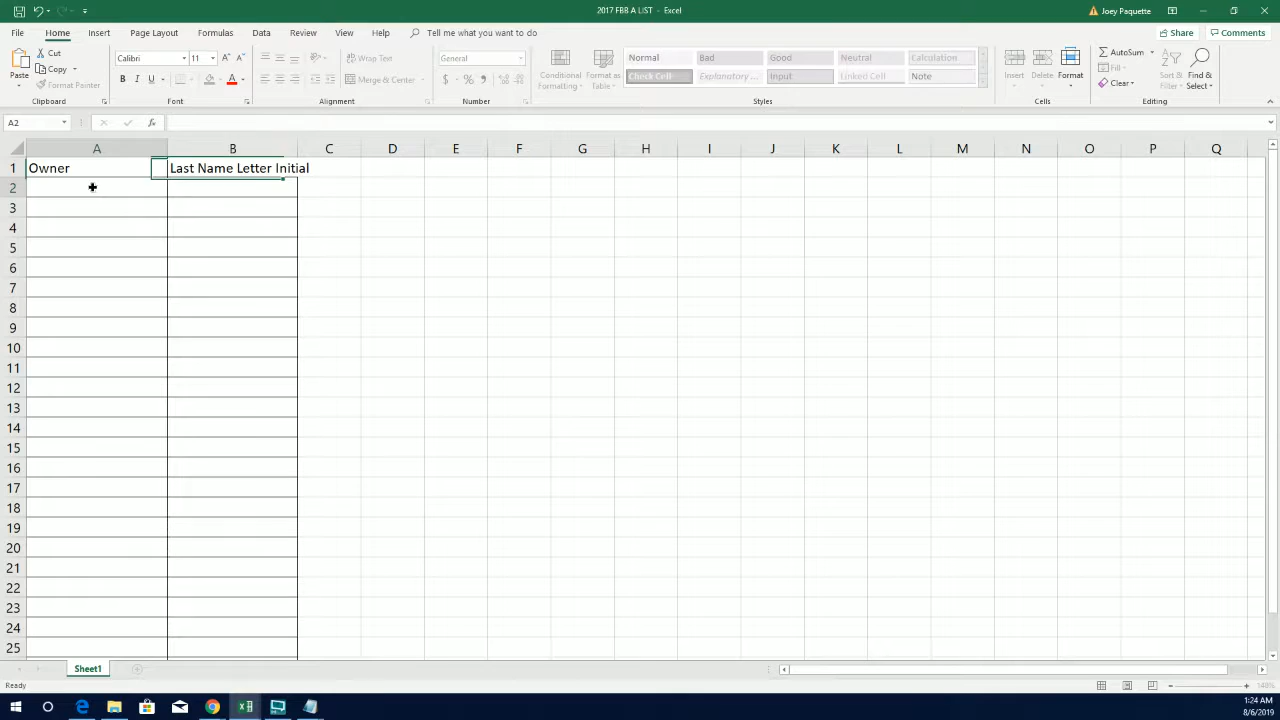 2017 FBB A LIST - Excel
Joey Paquette
File Home Insert Page Layout Formulas Data Review View Help Tell me what you want to do
Share Comments
Paste
Cut
Copy
Format Painter
Clipboard
Calibri 11
B I U
Font
Wrap Text
Merge & Center
Alignment
General
$ % ,
Number
Conditional Formatting
Format as Table
Normal Bad Good Neutral Calculation
Check Cell Explanatory ... Input Linked Cell Note
Styles
Insert Delete Format
Cells
AutoSum
Fill
Clear
Sort & Filter
Find & Select
Editing
A2
fx
A B C D E F G H I J K L M N O P Q
1 Owner Last Name Letter Initial
2
3
4
5
6
7
8
9
10
11
12
13
14
15
16
17
18
19
20
21
22
23
24
25
Sheet1
Ready
148%
1:24 AM
8/6/2019